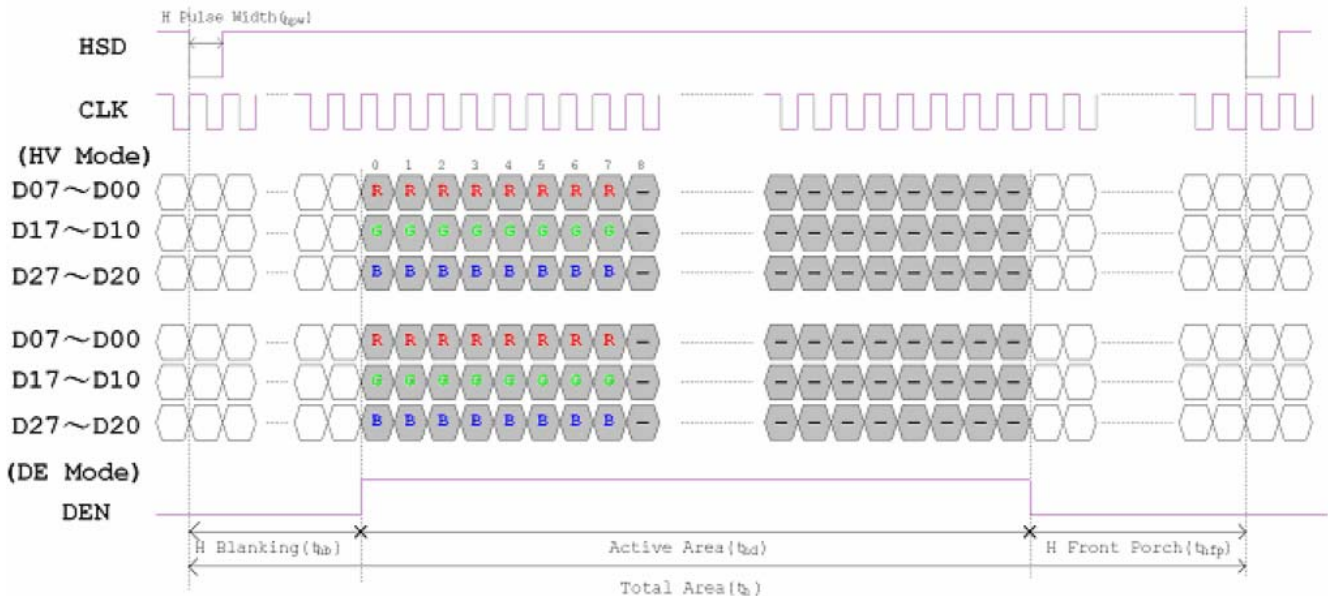 H Pulse Width(thpw)
HSD
CLK
(HV Mode)
0 1 2 3 4 5 6 7 8
D07~D00 R R R R R R R R - - - - - - - - -
D17~D10 G G G G G G G G - - - - - - - - -
D27~D20 B B B B B B B B - - - - - - - - -
D07~D00 R R R R R R R R - - - - - - - - -
D17~D10 G G G G G G G G - - - - - - - - -
D27~D20 B B B B B B B B - - - - - - - - -
(DE Mode)
DEN
H Blanking(thb) Active Area(thd) H Front Porch(thfp)
Total Area(th)